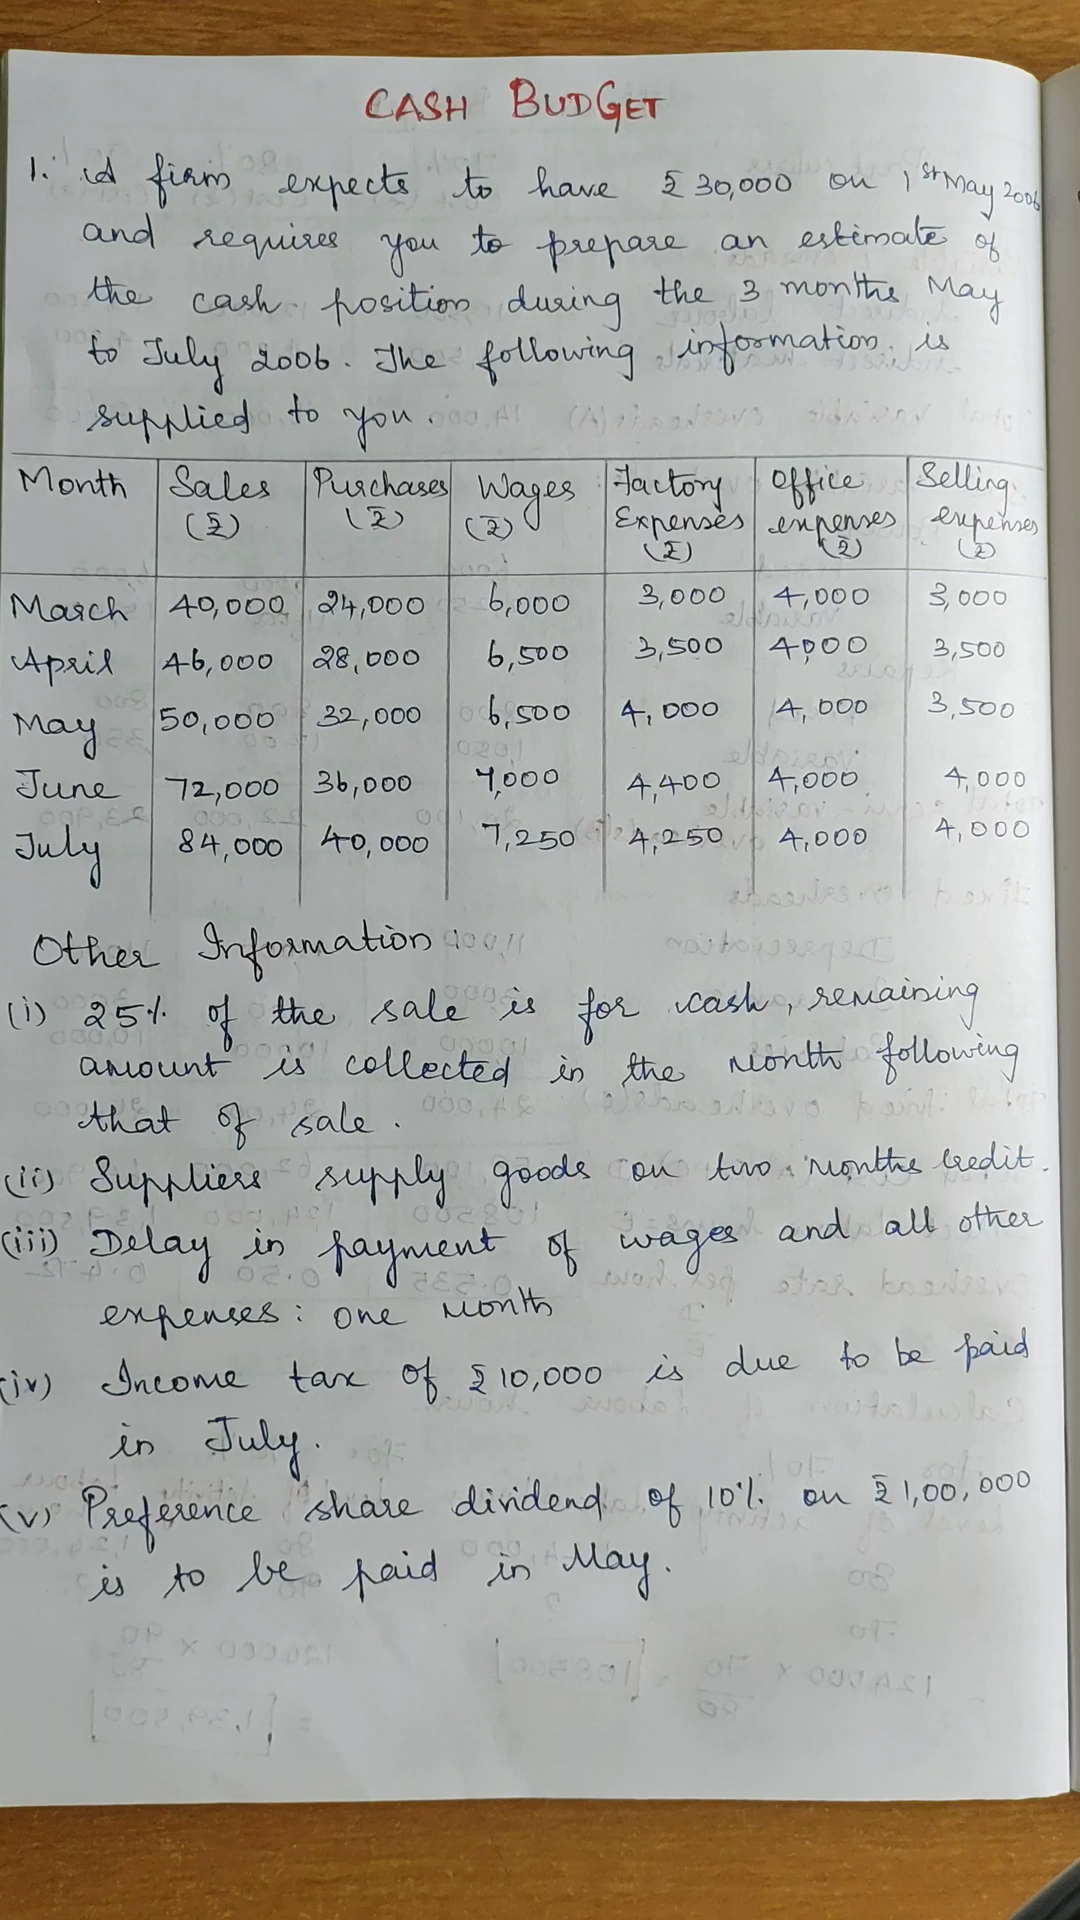 CASH BUDGET
1. A firm expects to have ₹ 30,000 on 1st May 2006
and requires you to prepare an estimate of
the cash position during the 3 months May
to July 2006. The following information is
supplied to you.
Month Sales (₹) Purchases (₹) Wages (₹) Factory Expenses (₹) Office expenses (₹) Selling expenses (₹)
March 40,000 24,000 6,000 3,000 4,000 3,000
April 46,000 28,000 6,500 3,500 4000 3,500
May 50,000 32,000 6,500 4,000 4,000 3,500
June 72,000 36,000 7,000 4,400 4,000 4,000
July 84,000 40,000 7,250 4,250 4,000 4,000
Other Information:
(i) 25% of the sale is for cash, remaining
amount is collected in the month following
that of sale.
(ii) Suppliers supply goods on two months credit.
(iii) Delay in payment of wages and all other
expenses: one month
(iv) Income tax of ₹ 10,000 is due to be paid
in July.
(v) Preference share dividend of 10% on ₹ 1,00,000
is to be paid in May.